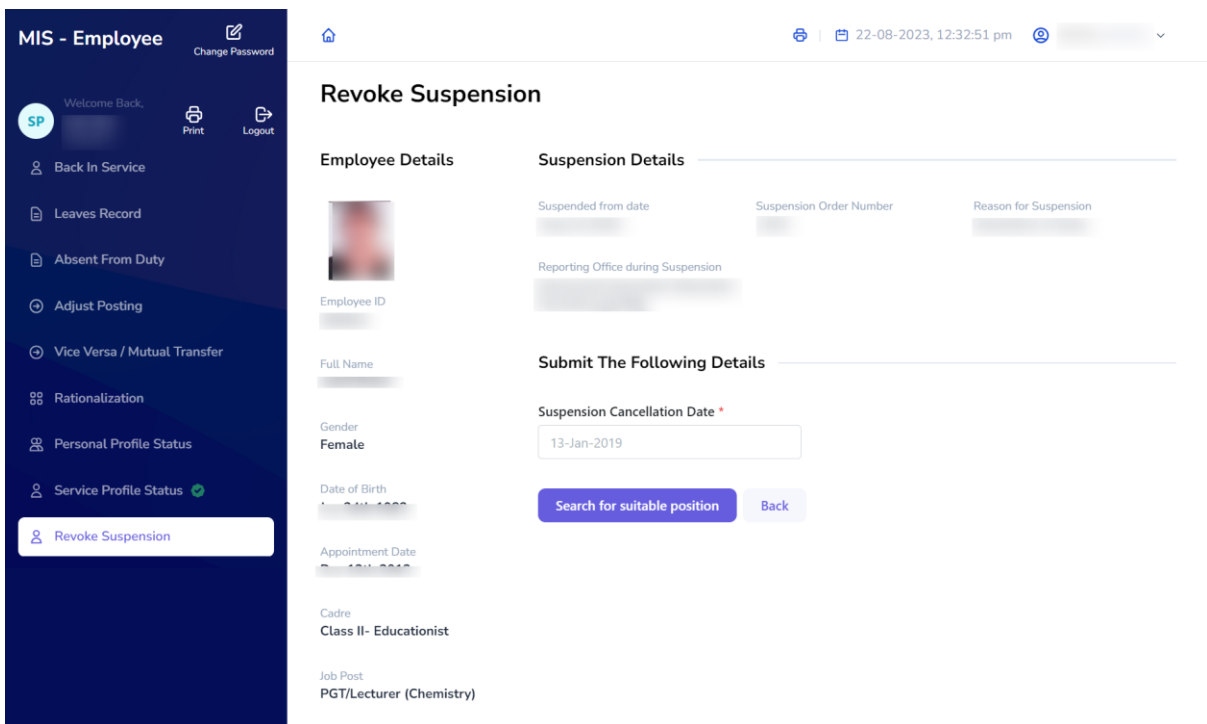 MIS - Employee
Change Password
22-08-2023, 12:32:51 pm
SP
Welcome Back,
Print
Logout
Back In Service
Leaves Record
Absent From Duty
Adjust Posting
Vice Versa / Mutual Transfer
Rationalization
Personal Profile Status
Service Profile Status
Revoke Suspension
Revoke Suspension
Employee Details
Employee ID
Full Name
Gender
Female
Date of Birth
Appointment Date
Cadre
Class II- Educationist
Job Post
PGT/Lecturer (Chemistry)
Suspension Details
Suspended from date
Suspension Order Number
Reason for Suspension
Reporting Office during Suspension
Submit The Following Details
Suspension Cancellation Date *
13-Jan-2019
Search for suitable position
Back